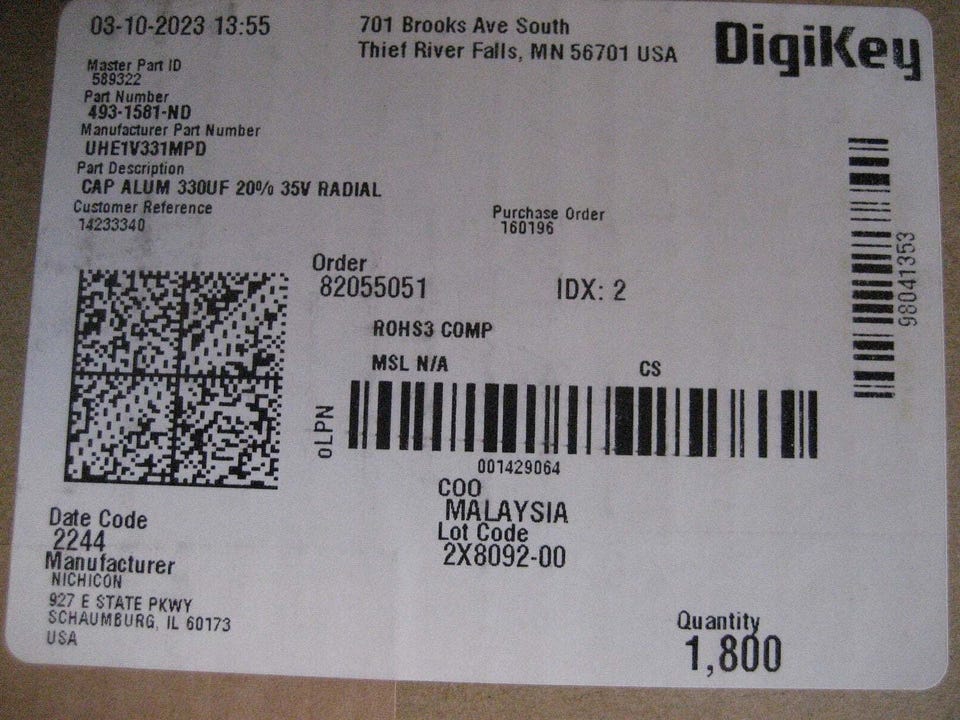 03-10-2023 13:55
701 Brooks Ave South
Thief River Falls, MN 56701 USA
DigiKey
Master Part ID
589322
Part Number
493-1581-ND
Manufacturer Part Number
UHE1V331MPD
Part Description
CAP ALUM 330UF 20% 35V RADIAL
Customer Reference
14233340
Purchase Order
160196
Order
82055051
IDX: 2
98041353
ROHS3 COMP
MSL N/A
CS
oLPN
001429064
COO
MALAYSIA
Lot Code
2X8092-00
Date Code
2244
Manufacturer
NICHICON
927 E STATE PKWY
SCHAUMBURG, IL 60173
USA
Quantity
1,800